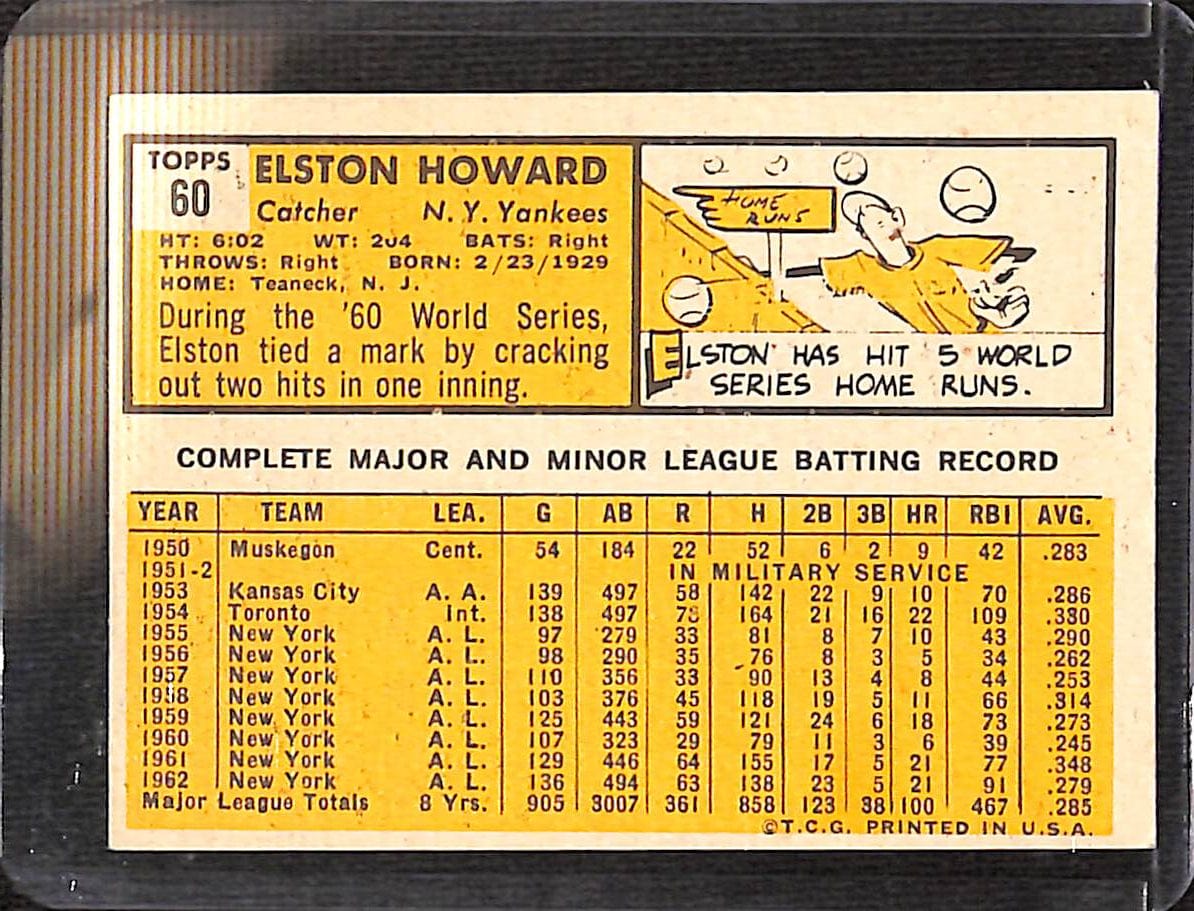 TOPPS
60
ELSTON HOWARD
Catcher N. Y. Yankees
HT: 6:02 WT: 204 BATS: Right
THROWS: Right BORN: 2/23/1929
HOME: Teaneck, N. J.
During the '60 World Series,
Elston tied a mark by cracking
out two hits in one inning.
HOME
RUNS
ELSTON HAS HIT 5 WORLD
SERIES HOME RUNS.
COMPLETE MAJOR AND MINOR LEAGUE BATTING RECORD
YEAR TEAM LEA. G AB R H 2B 3B HR RBI AVG.
1950 Muskegon Cent. 54 184 22 52 6 2 9 42 .283
1951-2 IN MILITARY SERVICE
1953 Kansas City A. A. 139 497 58 142 22 9 10 70 .286
1954 Toronto Int. 138 497 78 164 21 16 22 109 .330
1955 New York A. L. 97 279 33 81 8 7 10 43 .290
1956 New York A. L. 98 290 35 76 8 3 5 34 .262
1957 New York A. L. 110 356 33 90 13 4 8 44 .253
1958 New York A. L. 103 376 45 118 19 5 11 66 .314
1959 New York A. L. 125 443 59 121 24 6 18 73 .273
1960 New York A. L. 107 323 29 79 11 3 6 39 .245
1961 New York A. L. 129 446 64 155 17 5 21 77 .348
1962 New York A. L. 136 494 63 138 23 5 21 91 .279
Major League Totals 8 Yrs. 905 3007 361 858 123 38 100 467 .285
©T.C.G. PRINTED IN U.S.A.